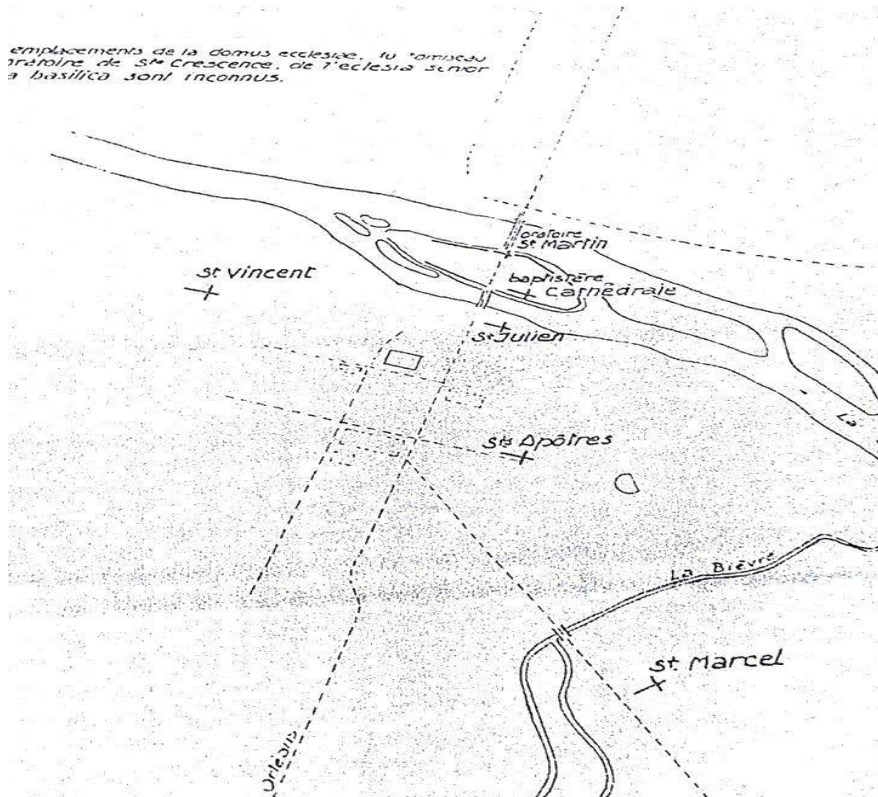 emplacements de la domus ecclesiae, du
oratoire de Ste Crescence, de l'eclesia senior
a basilica sont inconnus.
oratoire
St Martin
St Vincent
baptistère
Cathédrale
St Julien
Sts Apôtres
La
La Bièvre
St. Marcel
Orléans